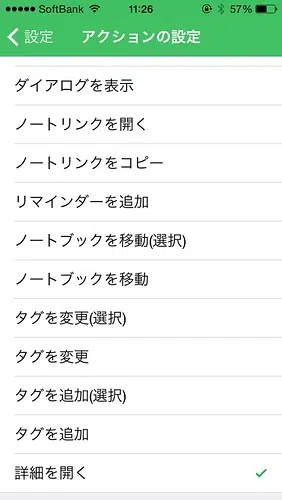 SoftBank 11:26 57%
設定 アクションの設定
ダイアログを表示
ノートリンクを開く
ノートリンクをコピー
リマインダーを追加
ノートブックを移動(選択)
ノートブックを移動
タグを変更(選択)
タグを変更
タグを追加(選択)
タグを追加
詳細を開く